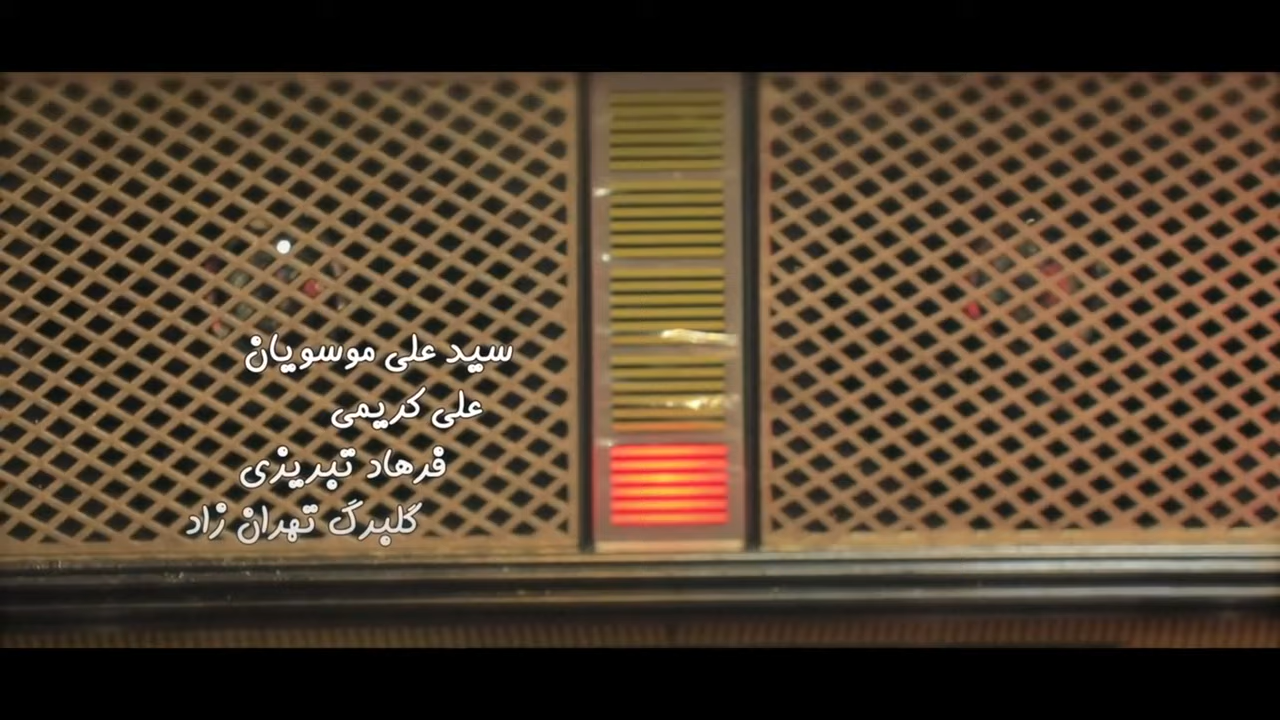 سید علی موسویان
علی کریمی
فرهاد تبریزی
گلبرگ تهران زاد